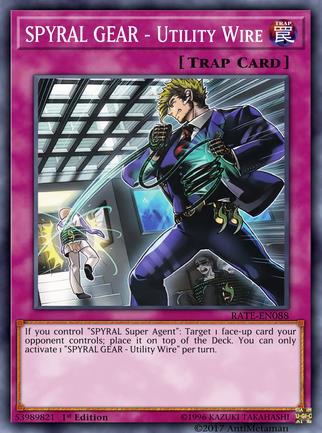 SPYRAL GEAR - Utility Wire
TRAP
罠
[Trap Card]
RATE-EN088
If you control "SPYRAL Super Agent": Target 1 face-up card your
opponent controls; place it on top of the Deck. You can only
activate 1 "SPYRAL GEAR - Utility Wire" per turn.
53989821 1st Edition ©1996 KAZUKI TAKAHASHI
©2017 AntiMetaman